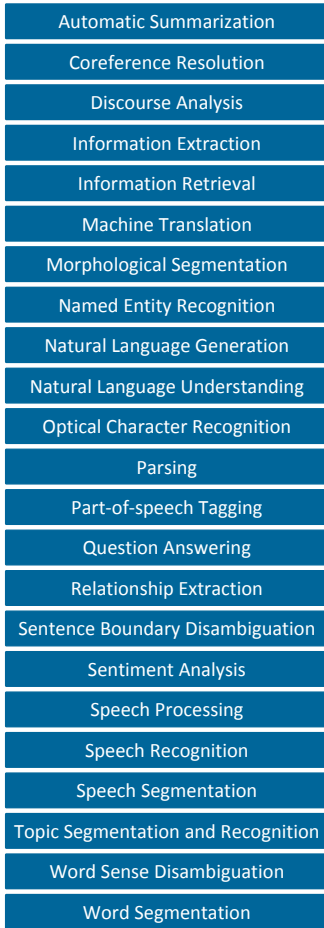 Automatic Summarization
Coreference Resolution
Discourse Analysis
Information Extraction
Information Retrieval
Machine Translation
Morphological Segmentation
Named Entity Recognition
Natural Language Generation
Natural Language Understanding
Optical Character Recognition
Parsing
Part-of-speech Tagging
Question Answering
Relationship Extraction
Sentence Boundary Disambiguation
Sentiment Analysis
Speech Processing
Speech Recognition
Speech Segmentation
Topic Segmentation and Recognition
Word Sense Disambiguation
Word Segmentation